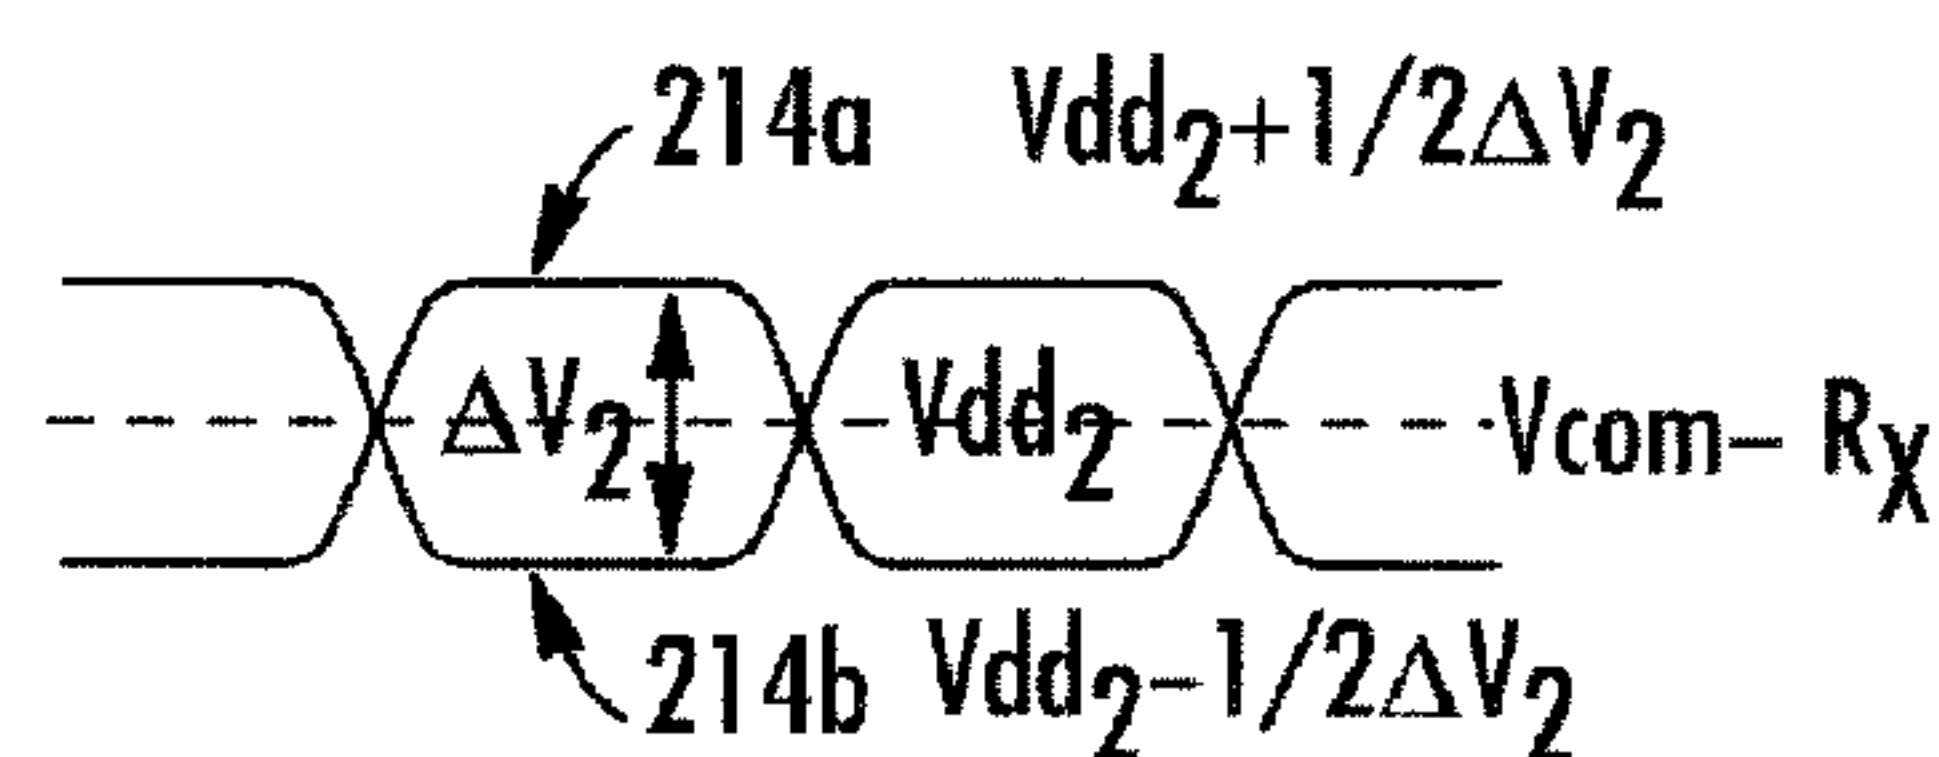 214a Vdd₂+1/2ΔV₂
ΔV₂ Vdd₂ Vcom– Rx
214b Vdd₂-1/2ΔV₂